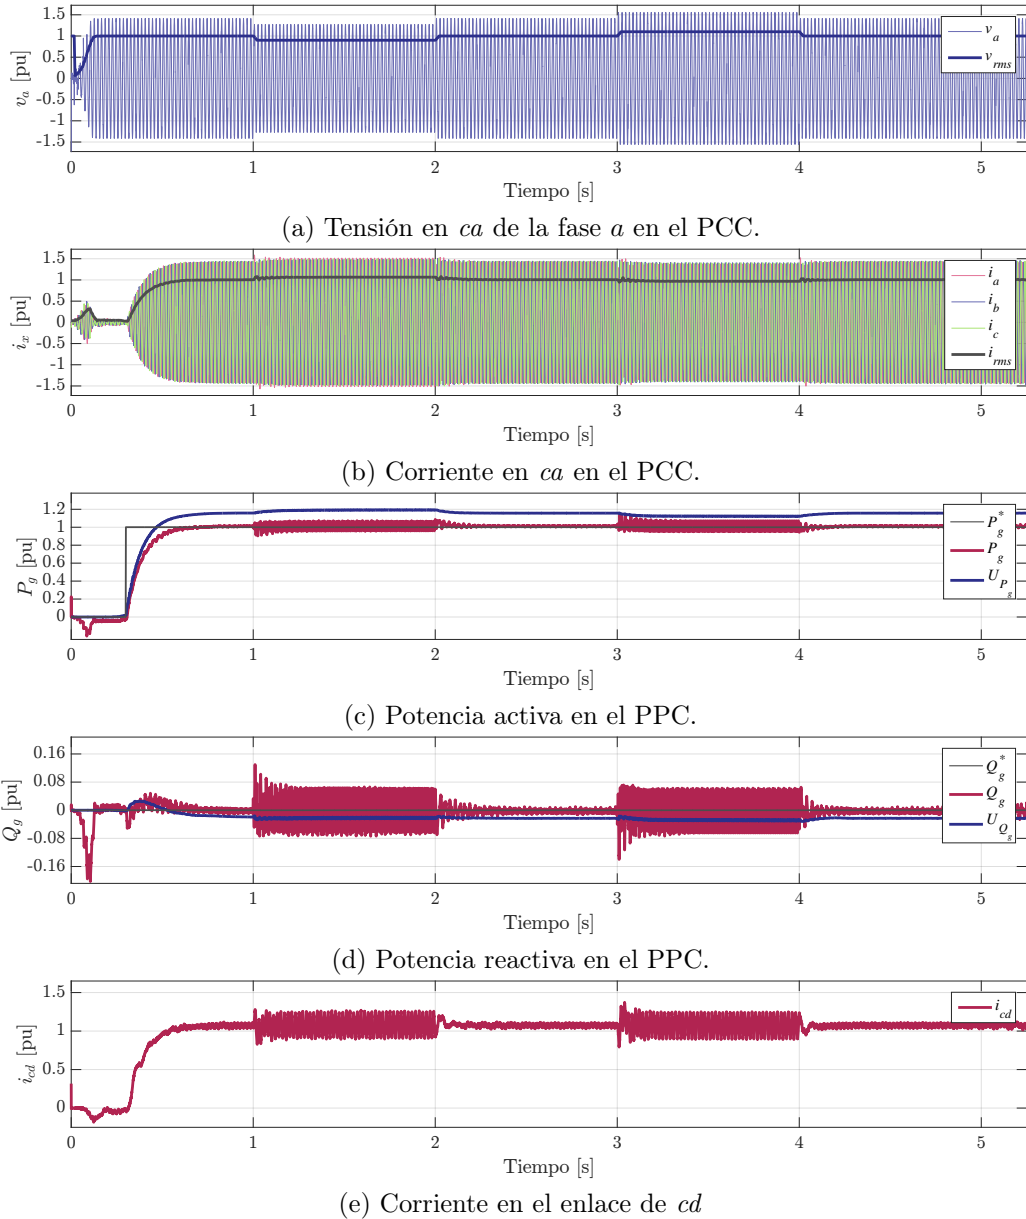 1.5
1
0.5
0
-0.5
-1
-1.5
v_a [pu]
v_a
v_rms
0 1 2 3 4 5
Tiempo [s]
(a) Tensión en ca de la fase a en el PCC.
1.5
1
0.5
0
-0.5
-1
-1.5
i_x [pu]
i_a
i_b
i_c
i_rms
0 1 2 3 4 5
Tiempo [s]
(b) Corriente en ca en el PCC.
1.2
1
0.8
0.6
0.4
0.2
0
P_g [pu]
P_g^*
P_g
U_P_g
0 1 2 3 4 5
Tiempo [s]
(c) Potencia activa en el PPC.
0.16
0.08
0
-0.08
-0.16
Q_g [pu]
Q_g^*
Q_g
U_Q_g
0 1 2 3 4 5
Tiempo [s]
(d) Potencia reactiva en el PPC.
1.5
1
0.5
0
i_cd [pu]
i_cd
0 1 2 3 4 5
Tiempo [s]
(e) Corriente en el enlace de cd